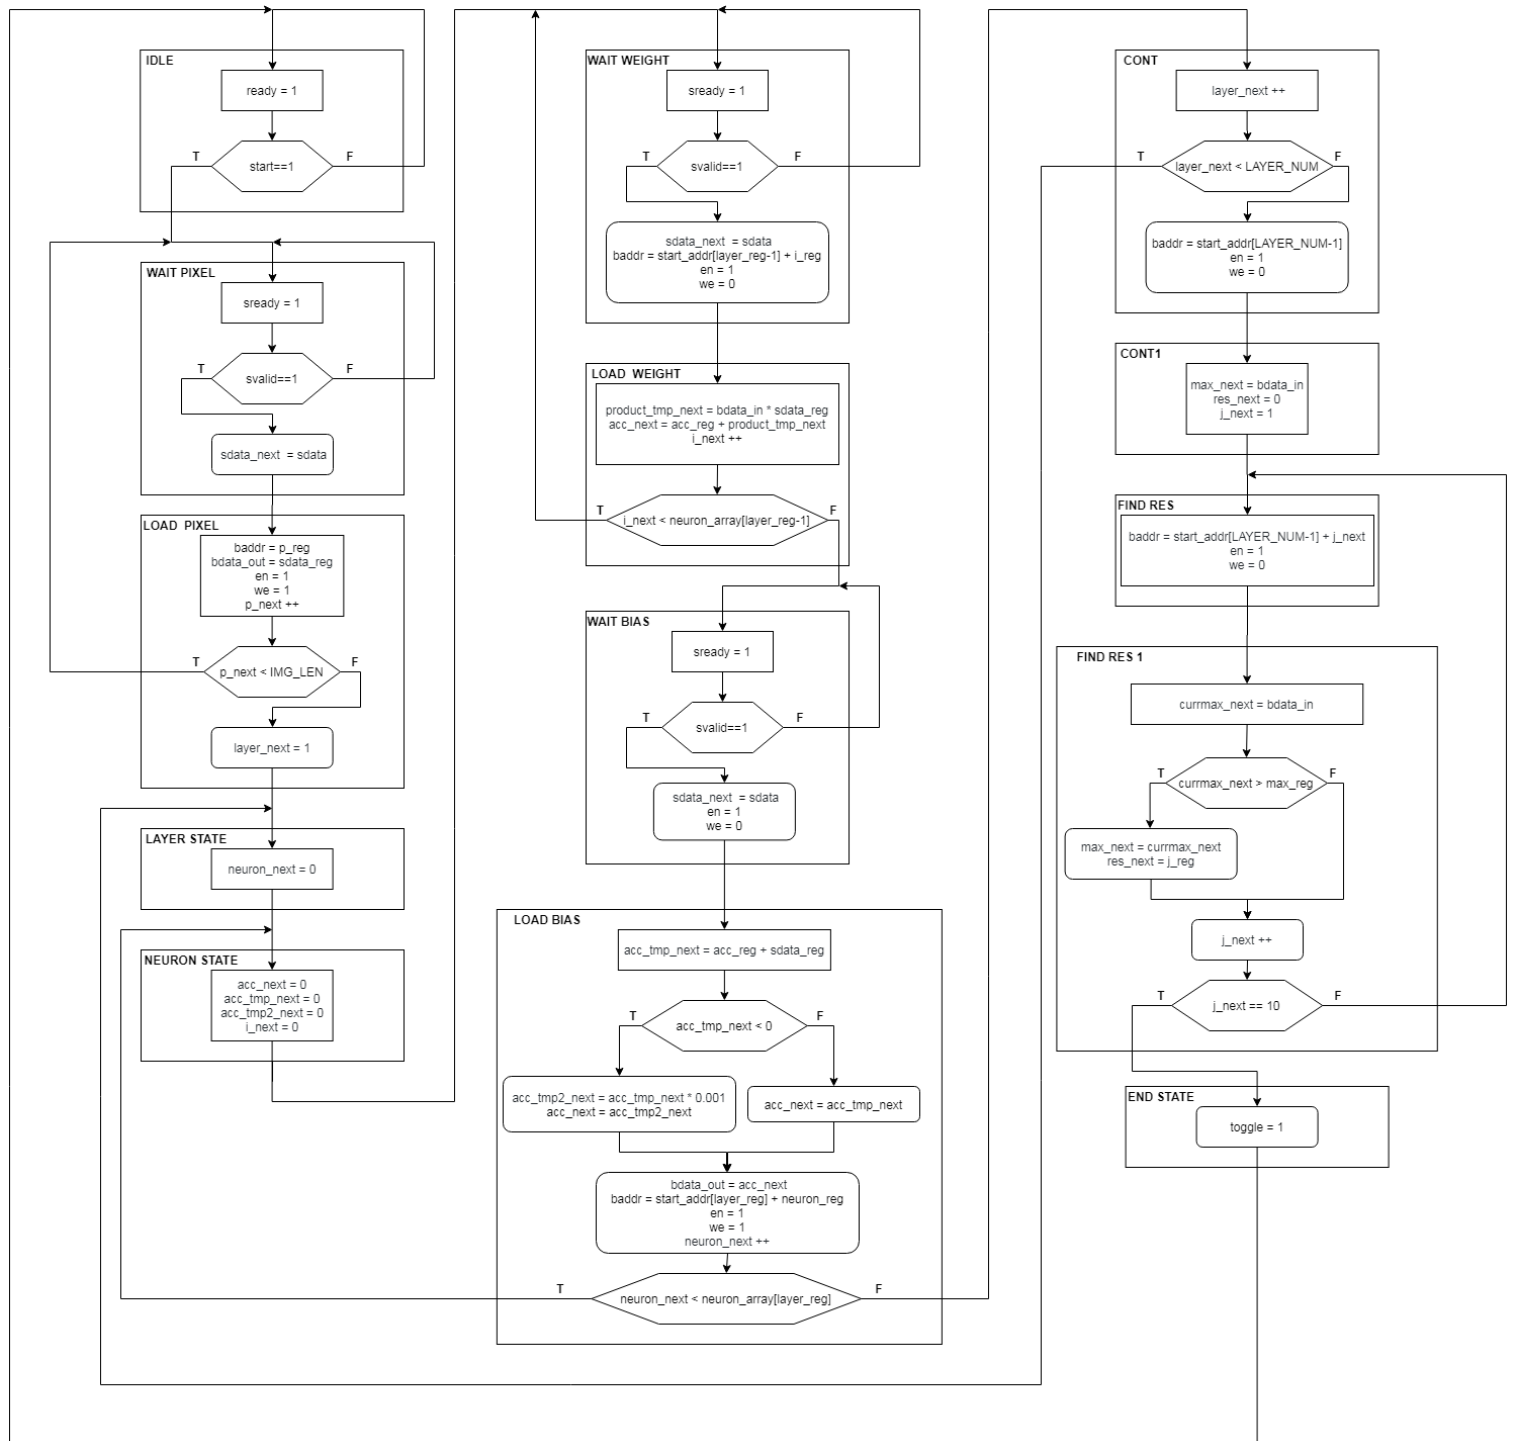 IDLE
ready = 1
start==1
T
F
WAIT PIXEL
sready = 1
svalid==1
T
F
sdata_next = sdata
LOAD PIXEL
baddr = p_reg
bdata_out = sdata_reg
en = 1
we = 1
p_next ++
p_next < IMG_LEN
T
F
layer_next = 1
LAYER STATE
neuron_next = 0
NEURON STATE
acc_next = 0
acc_tmp_next = 0
acc_tmp2_next = 0
i_next = 0
WAIT WEIGHT
sready = 1
svalid==1
T
F
sdata_next = sdata
baddr = start_addr[layer_reg-1] + i_reg
en = 1
we = 0
LOAD WEIGHT
product_tmp_next = bdata_in * sdata_reg
acc_next = acc_reg + product_tmp_next
i_next ++
i_next < neuron_array[layer_reg-1]
T
F
WAIT BIAS
sready = 1
svalid==1
T
F
sdata_next = sdata
en = 1
we = 0
LOAD BIAS
acc_tmp_next = acc_reg + sdata_reg
acc_tmp_next < 0
T
F
acc_tmp2_next = acc_tmp_next * 0.001
acc_next = acc_tmp2_next
acc_next = acc_tmp_next
bdata_out = acc_next
baddr = start_addr[layer_reg] + neuron_reg
en = 1
we = 1
neuron_next ++
neuron_next < neuron_array[layer_reg]
T
F
CONT
layer_next ++
layer_next < LAYER_NUM
T
F
baddr = start_addr[LAYER_NUM-1]
en = 1
we = 0
CONT1
max_next = bdata_in
res_next = 0
j_next = 1
FIND RES
baddr = start_addr[LAYER_NUM-1] + j_next
en = 1
we = 0
FIND RES 1
currmax_next = bdata_in
currmax_next > max_reg
T
F
max_next = currmax_next
res_next = j_reg
j_next ++
j_next == 10
T
F
END STATE
toggle = 1